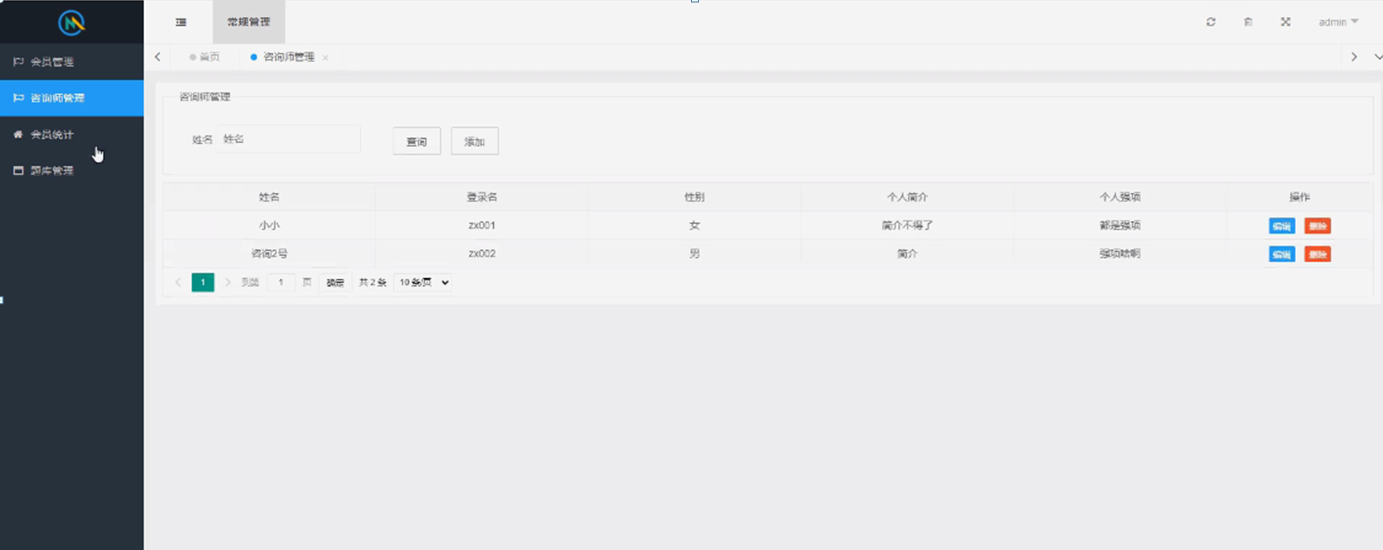 常规管理
admin
会员管理
首页
咨询师管理
咨询师管理
咨询师管理
会员统计
题库管理
姓名 姓名 查询 添加
姓名 登录名 性别 个人简介 个人强项 操作
小小 zx001 女 简介不得了 都是强项 编辑 删除
咨询2号 zx002 男 简介 强项啥啊 编辑 删除
1 到第 1 页 确定 共 2 条 10 条/页